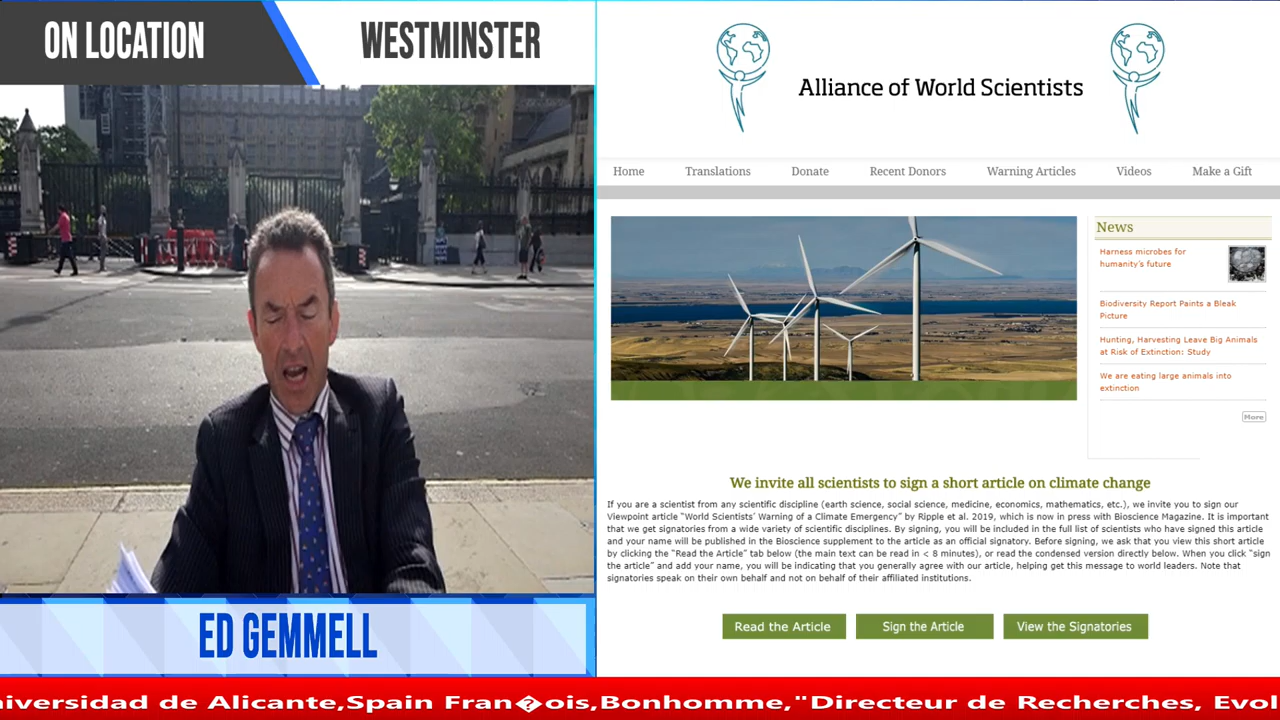 ON LOCATION
WESTMINSTER
Alliance of World Scientists
Home
Translations
Donate
Recent Donors
Warning Articles
Videos
Make a Gift
News
Harness microbes for
humanity's future
Biodiversity Report Paints a Bleak
Picture
Hunting, Harvesting Leave Big Animals
at Risk of Extinction: Study
We are eating large animals into
extinction
More
We invite all scientists to sign a short article on climate change
If you are a scientist from any scientific discipline (earth science, social science, medicine, economics, mathematics, etc.), we invite you to sign our
Viewpoint article "World Scientists' Warning of a Climate Emergency" by Ripple et al. 2019, which is now in press with Bioscience Magazine. It is important
that we get signatories from a wide variety of scientific disciplines. By signing, you will be included in the full list of scientists who have signed this article
and your name will be published in the Bioscience supplement to the article as an official signatory. Before signing, we ask that you view this short article
by clicking the "Read the Article" tab below (the main text can be read in < 8 minutes), or read the condensed version directly below. When you click "sign
the article" and add your name, you will be indicating that you generally agree with our article, helping get this message to world leaders. Note that
signatories speak on their own behalf and not on behalf of their affiliated institutions.
Read the Article
Sign the Article
View the Signatories
ED GEMMELL
niversidad de Alicante,Spain Fran�ois,Bonhomme,"Directeur de Recherches, Evol